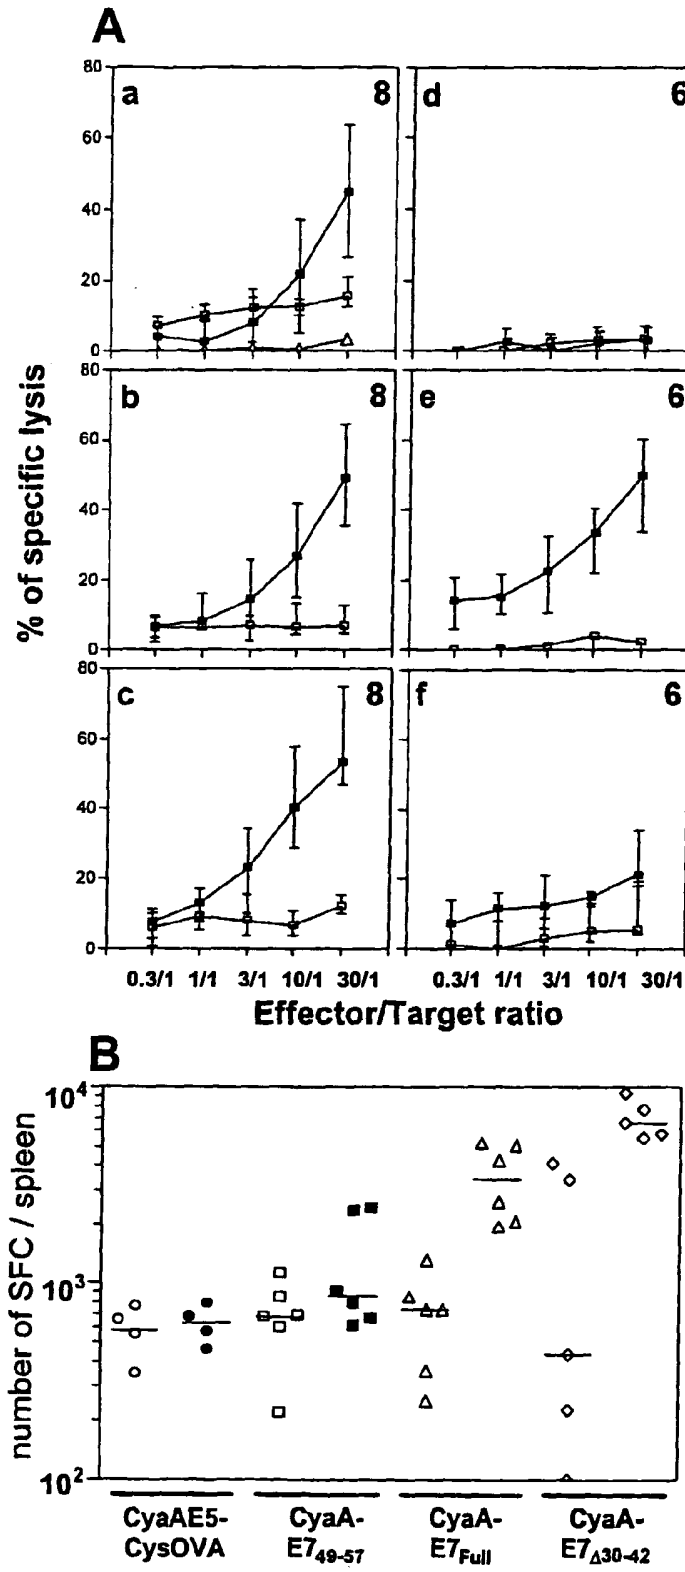 A
% of specific lysis
80
60
40
20
0
a
8
d
6
80
60
40
20
0
b
8
e
6
80
60
40
20
0
c
8
f
6
0.3/1 1/1 3/1 10/1 30/1
0.3/1 1/1 3/1 10/1 30/1
Effector/Target ratio
B
number of SFC / spleen
10⁴
10³
10²
CyaAE5-
CysOVA
CyaA-
E7₄₉₋₅₇
CyaA-
E7Full
CyaA-
E7Δ30-42